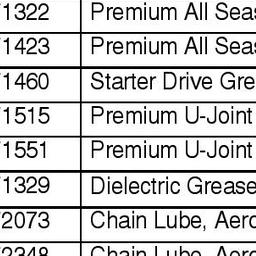 1322 Premium All Seas
1423 Premium All Seas
1460 Starter Drive Gre
1515 Premium U-Joint
1551 Premium U-Joint
1329 Dielectric Grease
2073 Chain Lube, Aero
2348 Chain Lube, Aero